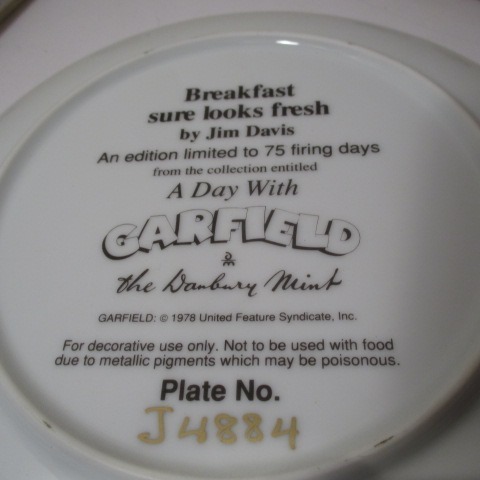 Breakfast
sure looks fresh
by Jim Davis
An edition limited to 75 firing days
from the collection entitled
A Day With
GARFIELD
The Danbury Mint
GARFIELD: © 1978 United Feature Syndicate, Inc.
For decorative use only. Not to be used with food
due to metallic pigments which may be poisonous.
Plate No.
J4884